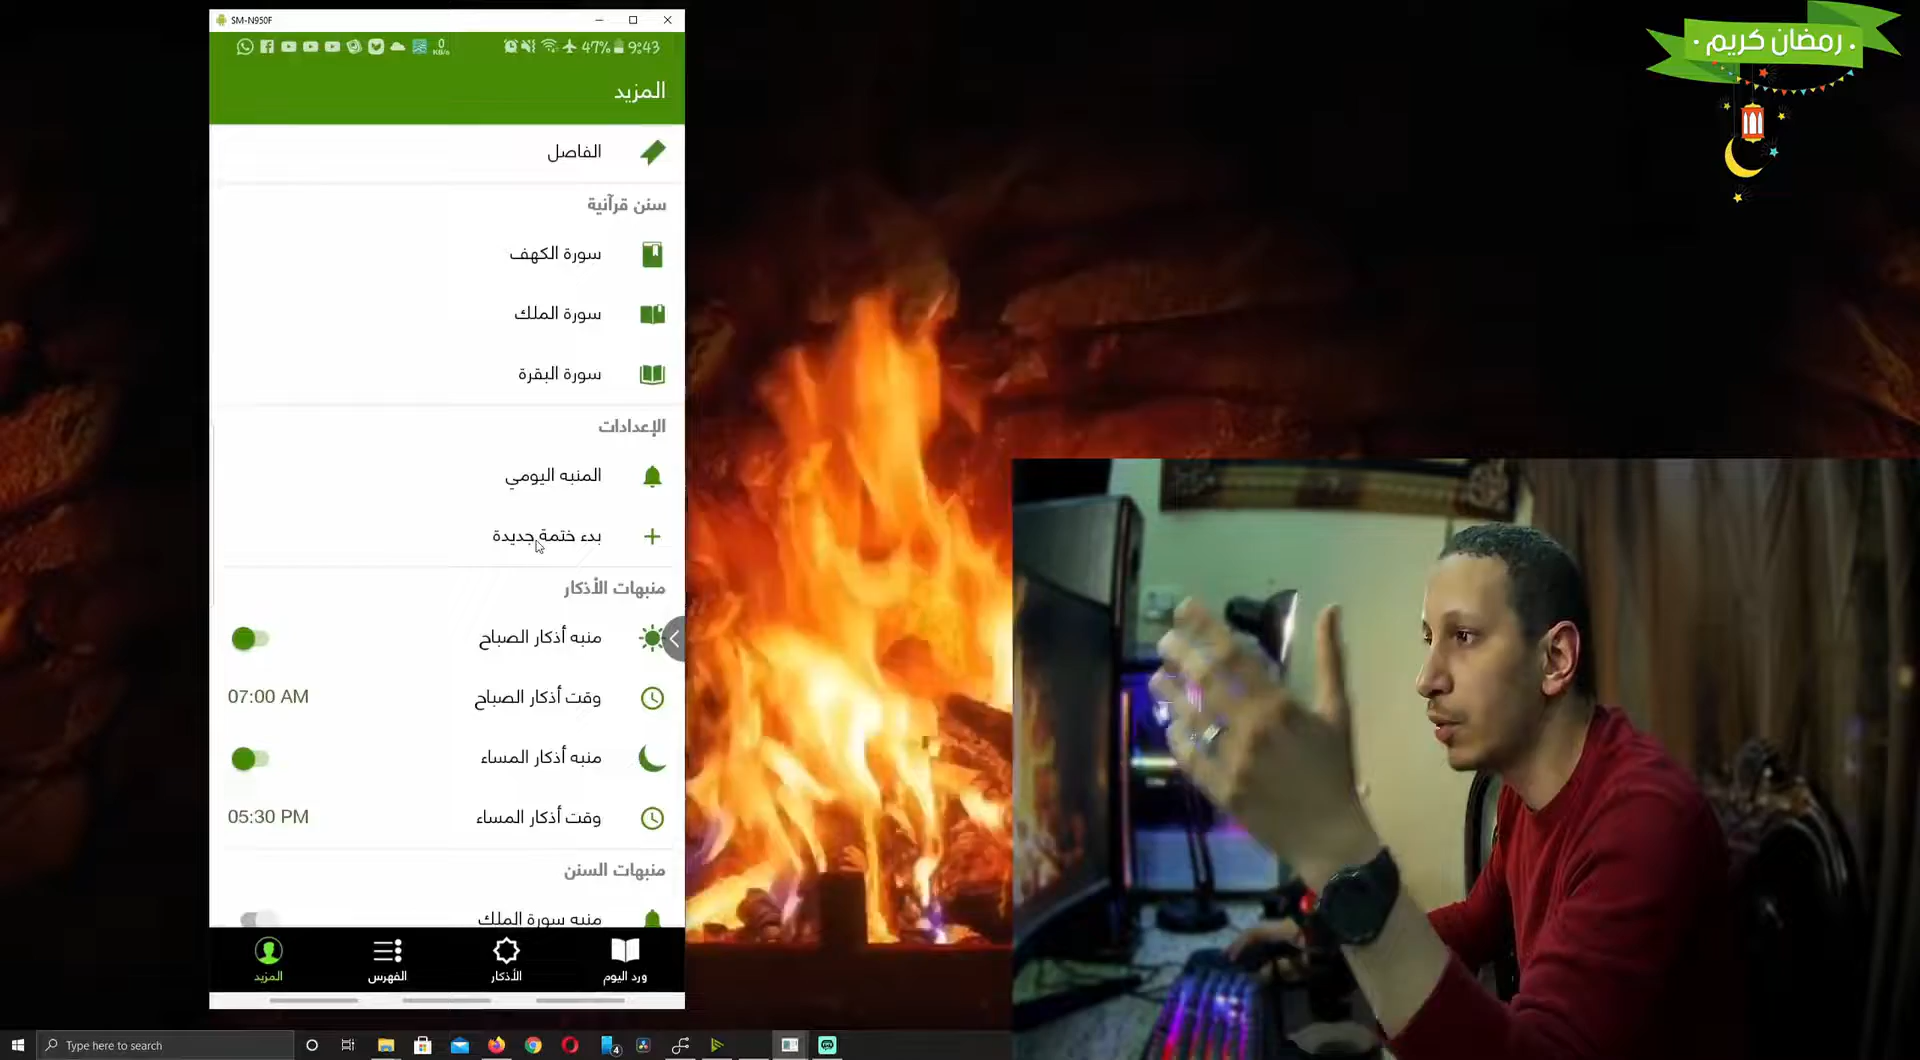 SM-N950F
0
KB/s
47%
9:43
المزيد
الفاصل
سنن قرآنية
سورة الكهف
سورة الملك
سورة البقرة
الإعدادات
المنبه اليومي
بدء ختمة جديدة
منبهات الأذكار
منبه أذكار الصباح
وقت أذكار الصباح
07:00 AM
منبه أذكار المساء
وقت أذكار المساء
05:30 PM
منبهات السنن
منبه سورة الملك
ورد اليوم
الأذكار
الفهرس
المزيد
رمضان كريم
Type here to search
4